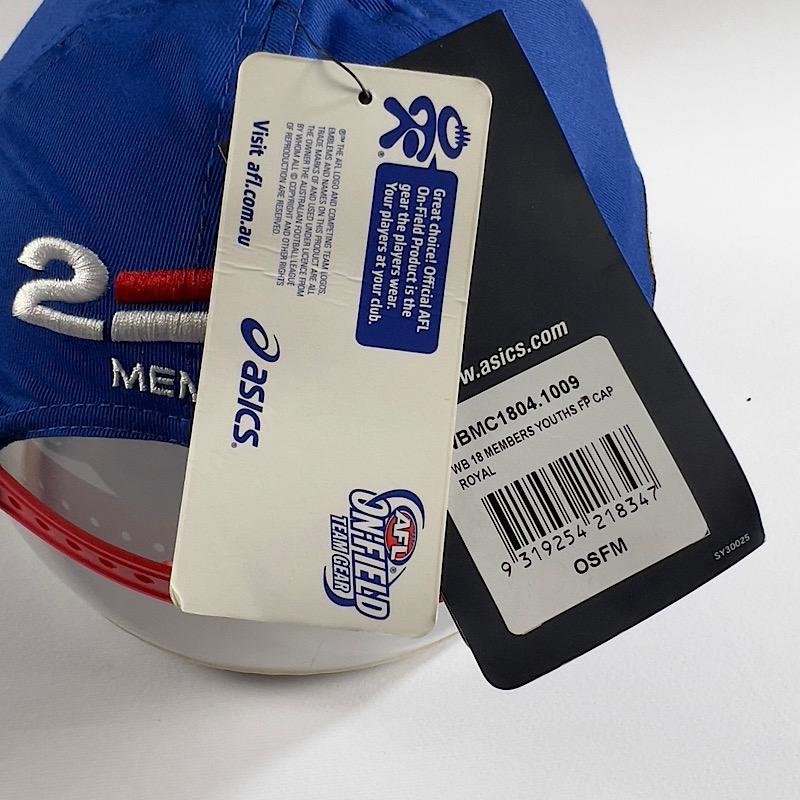 2
MEM
®™ THE AFL LOGO AND COMPETING TEAM LOGOS,
EMBLEMS AND NAMES ON THIS PRODUCT ARE ALL
TRADE MARKS OF AND USED UNDER LICENCE FROM
THE OWNER THE AUSTRALIAN FOOTBALL LEAGUE
BY WHOM ALL © COPYRIGHT AND OTHER RIGHTS
OF REPRODUCTION ARE RESERVED.
Visit afl.com.au
Great choice! Official AFL
On-Field Product is the
gear the players wear.
Your players at your club.
asics®
AFL
ON-FIELD
TEAM GEAR
w.asics.com
BMC1804.1009
WB 18 MEMBERS YOUTHS FP CAP
ROYAL
9 319254 218347
OSFM
SY30025